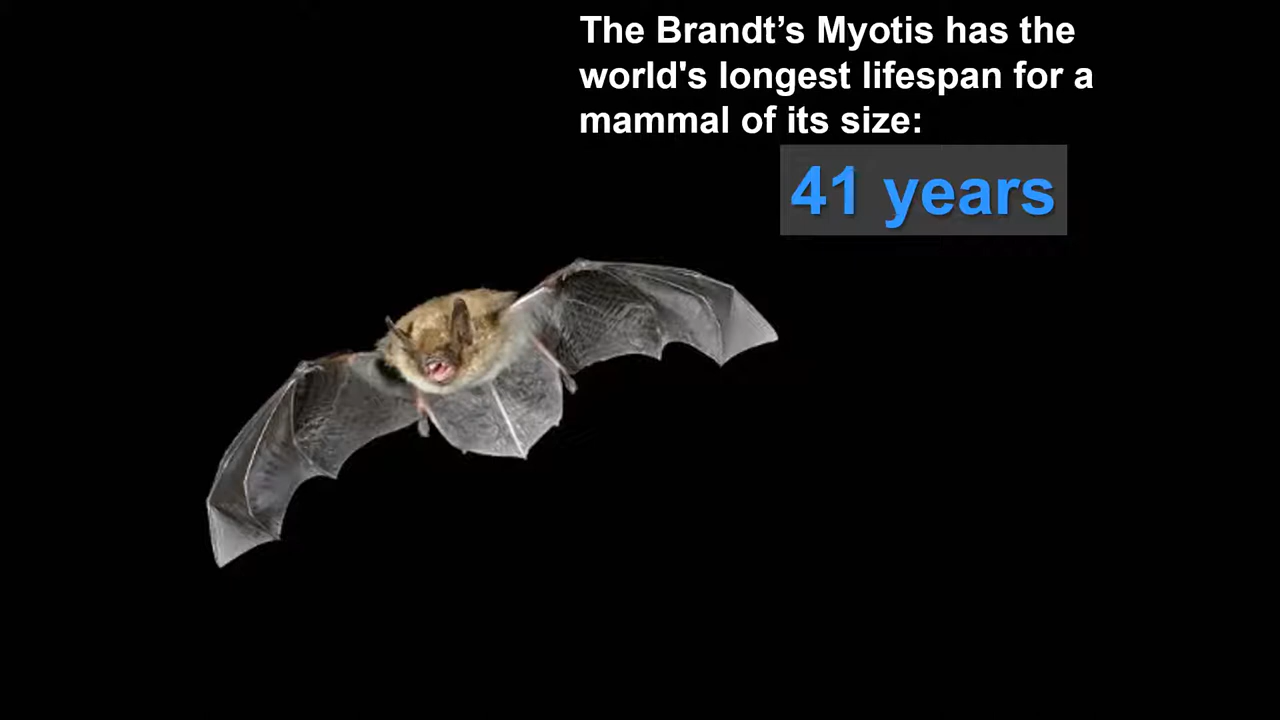 The Brandt’s Myotis has the
world's longest lifespan for a
mammal of its size:
41 years